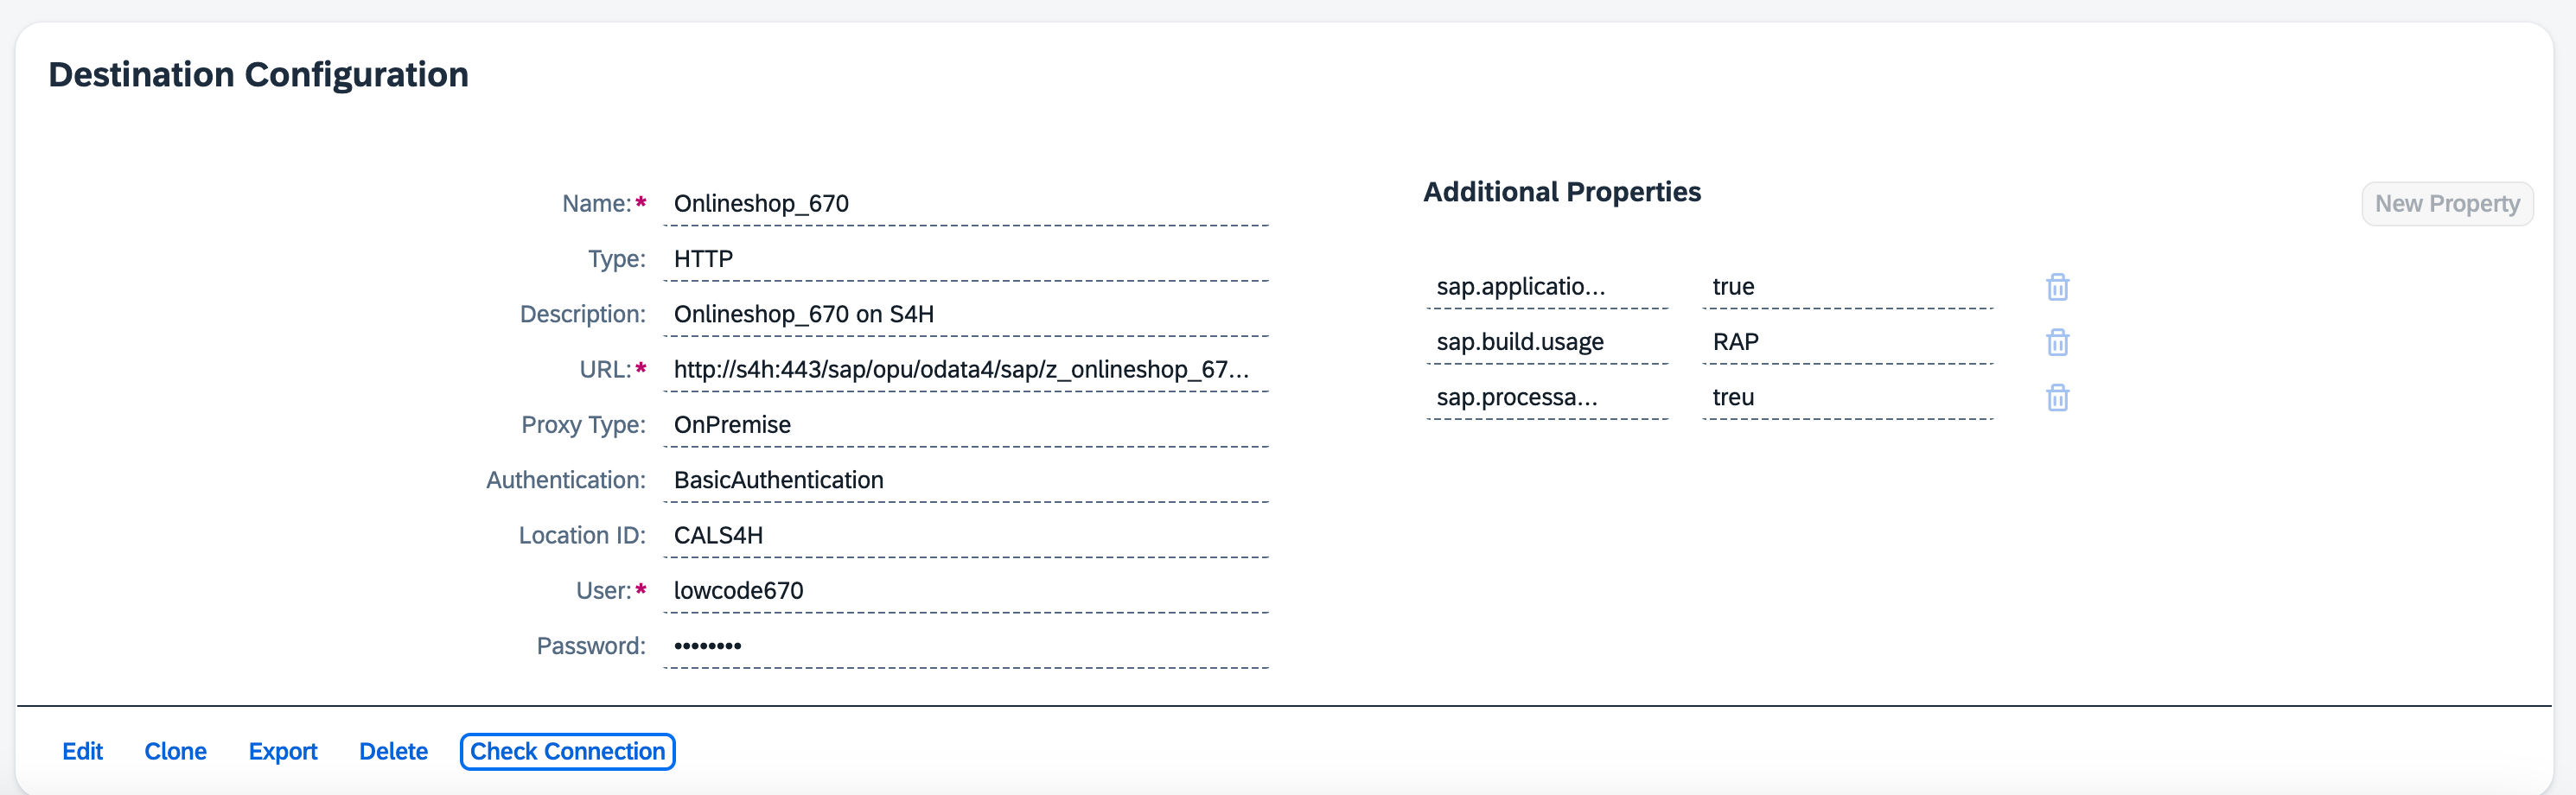 Destination Configuration
Name:* Onlineshop_670
Type: HTTP
Description: Onlineshop_670 on S4H
URL:* http://s4h:443/sap/opu/odata4/sap/z_onlineshop_67...
Proxy Type: OnPremise
Authentication: BasicAuthentication
Location ID: CALS4H
User:* lowcode670
Password: ••••••••
Additional Properties
New Property
sap.applicatio... true
sap.build.usage RAP
sap.processa... treu
Edit Clone Export Delete Check Connection